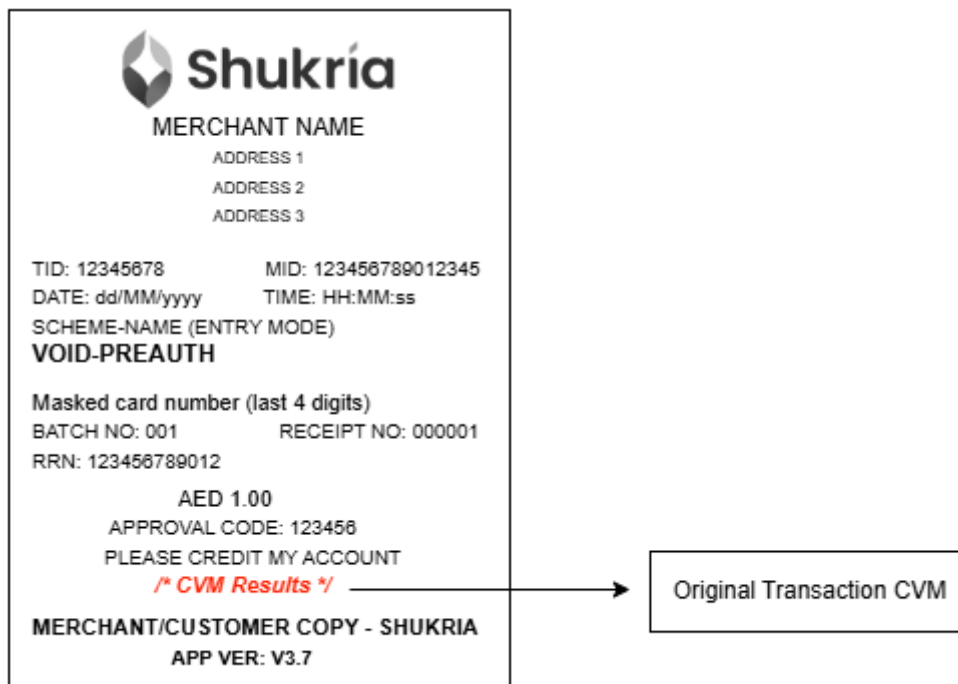 Shukría
MERCHANT NAME
ADDRESS 1
ADDRESS 2
ADDRESS 3
TID: 12345678 MID: 123456789012345
DATE: dd/MM/yyyy TIME: HH:MM:ss
SCHEME-NAME (ENTRY MODE)
VOID-PREAUTH
Masked card number (last 4 digits)
BATCH NO: 001 RECEIPT NO: 000001
RRN: 123456789012
AED 1.00
APPROVAL CODE: 123456
PLEASE CREDIT MY ACCOUNT
/* CVM Results */
Original Transaction CVM
MERCHANT/CUSTOMER COPY - SHUKRIA
APP VER: V3.7